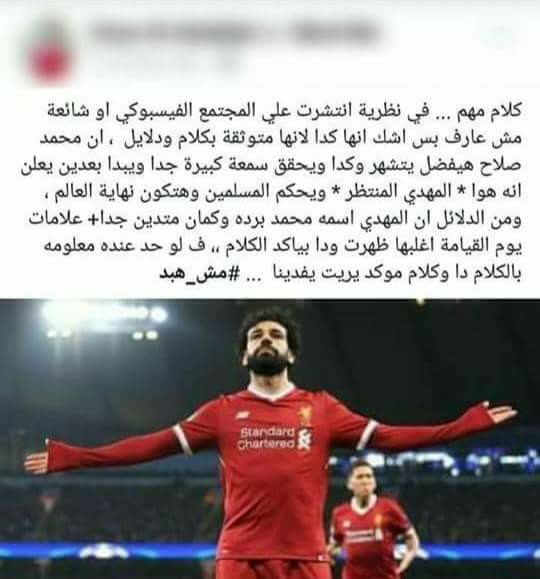 كلام مهم ... في نظرية انتشرت علي المجتمع الفيسبوكي او شائعة
مش عارف بس اشك انها كدا لانها متوثقة بكلام ودلايل ، ان محمد
صلاح هيفضل يتشهر وكدا ويحقق سمعة كبيرة جدا ويبدا بعدين يعلن
انه هوا * المهدي المنتظر * ويحكم المسلمين وهتكون نهاية العالم ،
ومن الدلائل ان المهدي اسمه محمد برده وكمان متدين جدا+ علامات
يوم القيامة اغلبها ظهرت ودا بياكد الكلام ،، ف لو حد عنده معلومه
بالكلام دا وكلام موكد يريت يفدينا ... #مش_هبد
Standard
Chartered